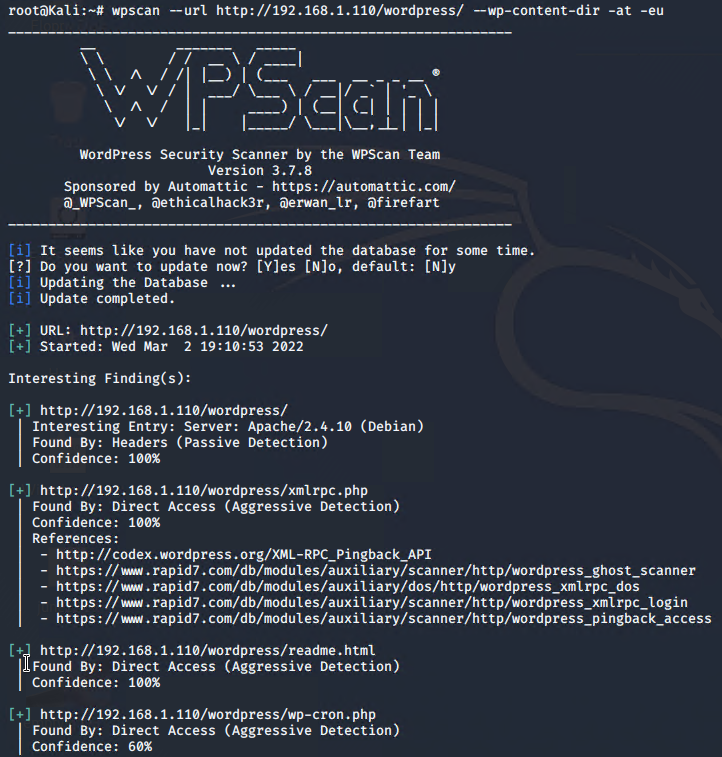 root@Kali:~# wpscan --url http://192.168.1.110/wordpress/ --wp-content-dir -at -eu
WPScan ®
WordPress Security Scanner by the WPScan Team
Version 3.7.8
Sponsored by Automattic - https://automattic.com/
@_WPScan_, @ethicalhack3r, @erwan_lr, @firefart
[i] It seems like you have not updated the database for some time.
[?] Do you want to update now? [Y]es [N]o, default: [N]y
[i] Updating the Database ...
[i] Update completed.
[+] URL: http://192.168.1.110/wordpress/
[+] Started: Wed Mar  2 19:10:53 2022
Interesting Finding(s):
[+] http://192.168.1.110/wordpress/
| Interesting Entry: Server: Apache/2.4.10 (Debian)
| Found By: Headers (Passive Detection)
| Confidence: 100%
[+] http://192.168.1.110/wordpress/xmlrpc.php
| Found By: Direct Access (Aggressive Detection)
| Confidence: 100%
| References:
|  - http://codex.wordpress.org/XML-RPC_Pingback_API
|  - https://www.rapid7.com/db/modules/auxiliary/scanner/http/wordpress_ghost_scanner
|  - https://www.rapid7.com/db/modules/auxiliary/dos/http/wordpress_xmlrpc_dos
|  - https://www.rapid7.com/db/modules/auxiliary/scanner/http/wordpress_xmlrpc_login
|  - https://www.rapid7.com/db/modules/auxiliary/scanner/http/wordpress_pingback_access
[+] http://192.168.1.110/wordpress/readme.html
| Found By: Direct Access (Aggressive Detection)
| Confidence: 100%
[+] http://192.168.1.110/wordpress/wp-cron.php
| Found By: Direct Access (Aggressive Detection)
| Confidence: 60%